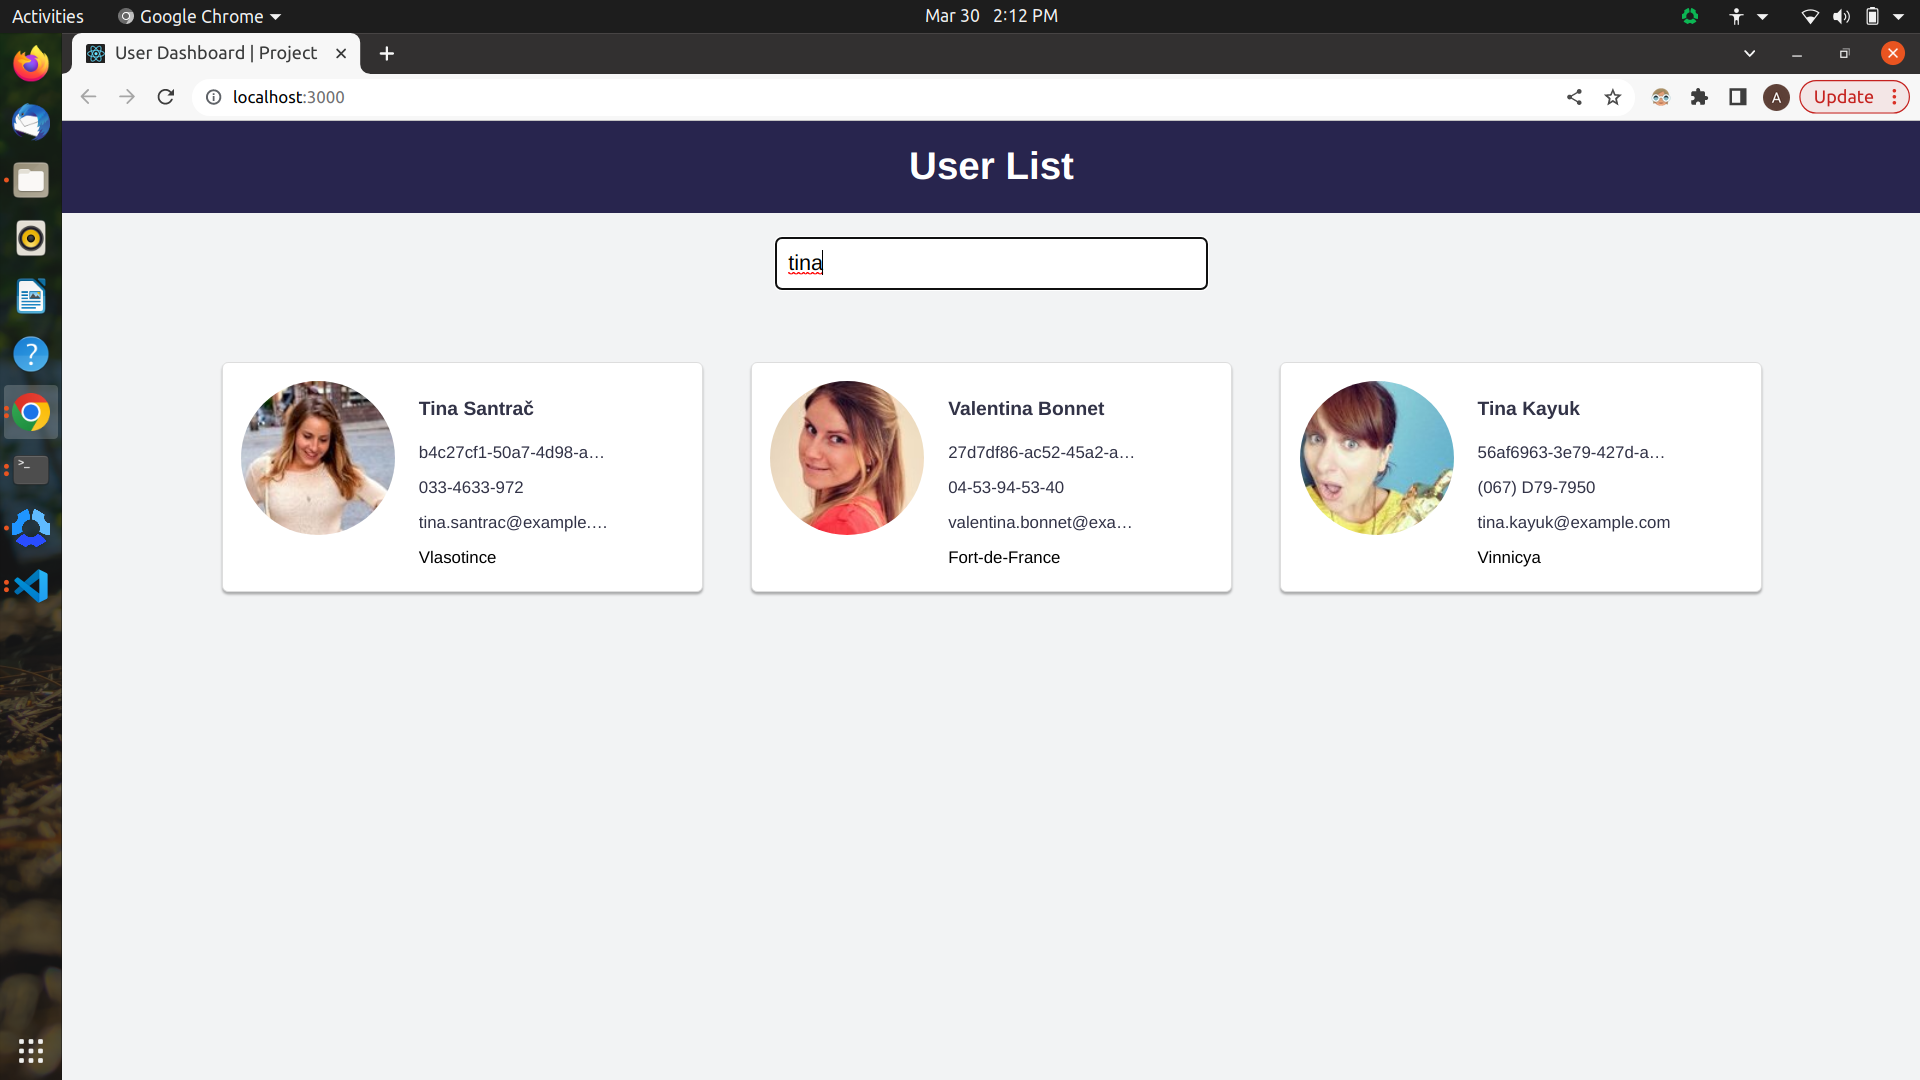 Activities
Google Chrome
Mar 30 2:12 PM
User Dashboard | Project
localhost:3000
A
Update
User List
tina
Tina Santrač
b4c27cf1-50a7-4d98-a…
033-4633-972
tina.santrac@example.…
Vlasotince
Valentina Bonnet
27d7df86-ac52-45a2-a…
04-53-94-53-40
valentina.bonnet@exa…
Fort-de-France
Tina Kayuk
56af6963-3e79-427d-a…
(067) D79-7950
tina.kayuk@example.com
Vinnicya